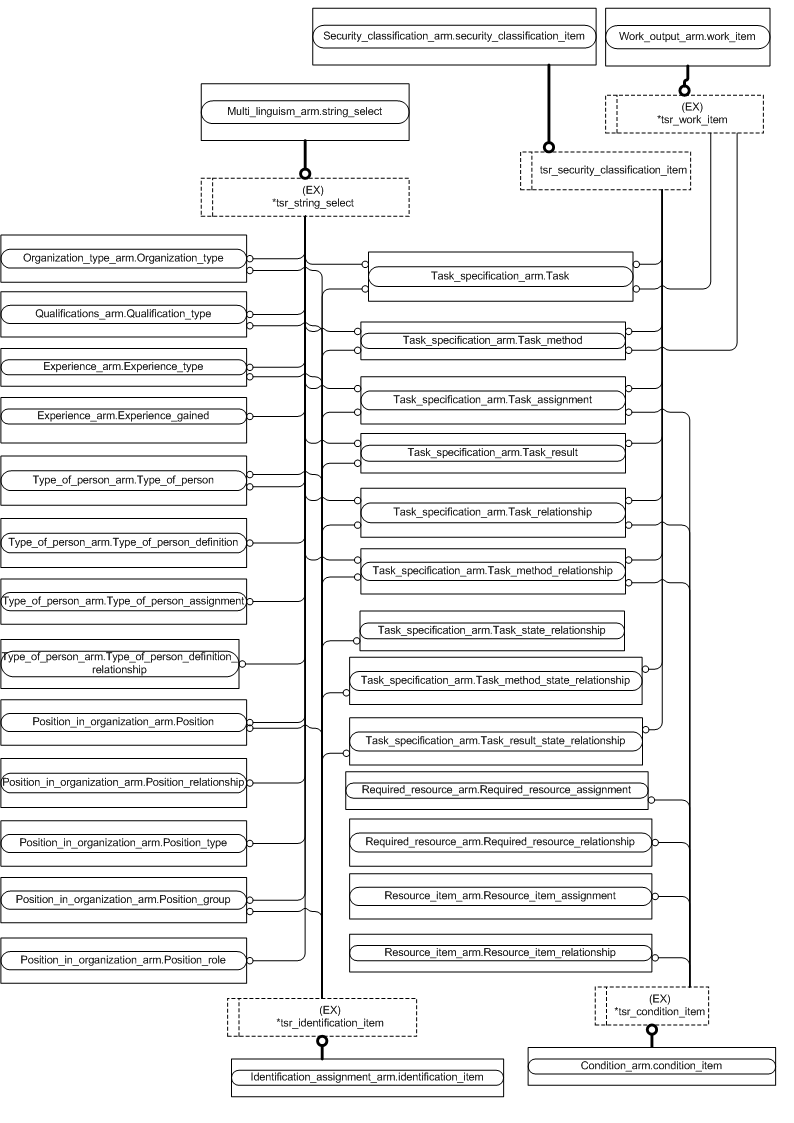 Security_classification_arm.security_classification_item
Work_output_arm.work_item
Multi_linguism_arm.string_select
(EX)
*tsr_work_item
tsr_security_classification_item
(EX)
*tsr_string_select
Organization_type_arm.Organization_type
Task_specification_arm.Task
Qualifications_arm.Qualification_type
Task_specification_arm.Task_method
Experience_arm.Experience_type
Task_specification_arm.Task_assignment
Experience_arm.Experience_gained
Task_specification_arm.Task_result
Type_of_person_arm.Type_of_person
Task_specification_arm.Task_relationship
Type_of_person_arm.Type_of_person_definition
Task_specification_arm.Task_method_relationship
Type_of_person_arm.Type_of_person_assignment
Task_specification_arm.Task_state_relationship
Type_of_person_arm.Type_of_person_definition_
relationship
Task_specification_arm.Task_method_state_relationship
Position_in_organization_arm.Position
Task_specification_arm.Task_result_state_relationship
Position_in_organization_arm.Position_relationship
Required_resource_arm.Required_resource_assignment
Position_in_organization_arm.Position_type
Required_resource_arm.Required_resource_relationship
Position_in_organization_arm.Position_group
Resource_item_arm.Resource_item_assignment
Position_in_organization_arm.Position_role
Resource_item_arm.Resource_item_relationship
(EX)
*tsr_identification_item
(EX)
*tsr_condition_item
Identification_assignment_arm.identification_item
Condition_arm.condition_item